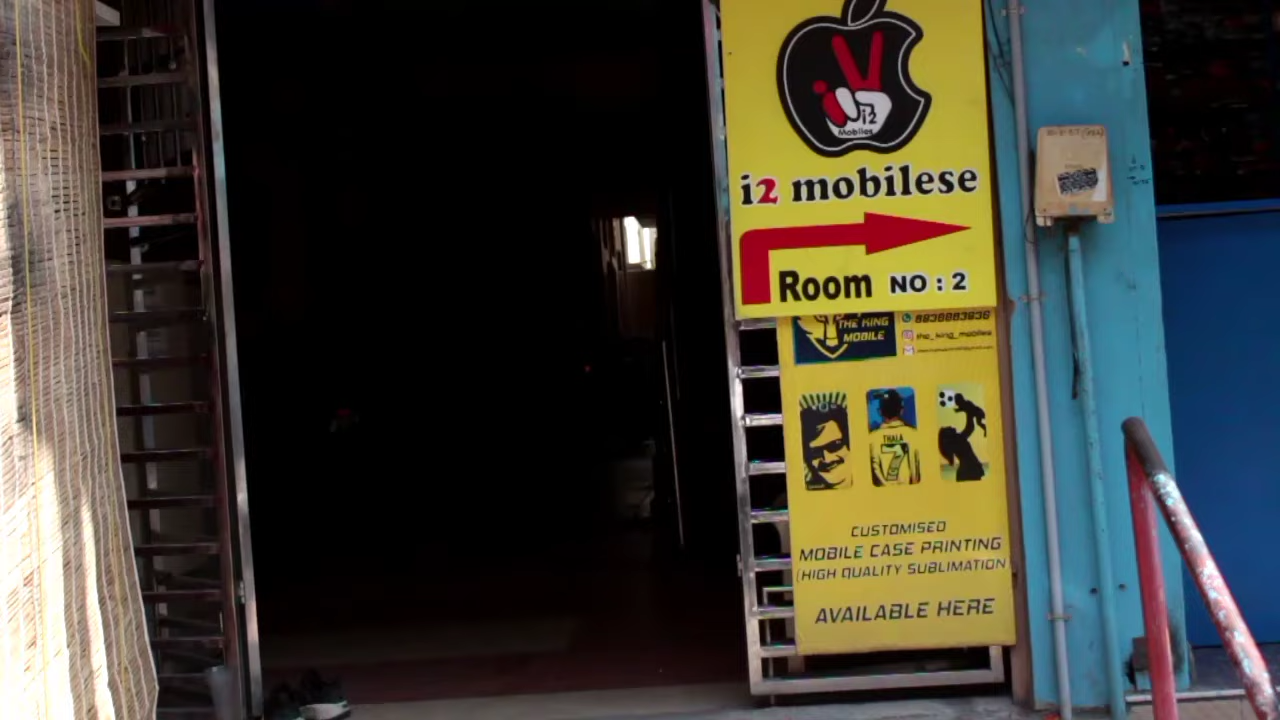 i2
Mobiles
i2 mobilese
Room NO : 2
THE KING
MOBILE
the_king_mobiles
THALA
7
CUSTOMISED
MOBILE CASE PRINTING
(HIGH QUALITY SUBLIMATION)
AVAILABLE HERE